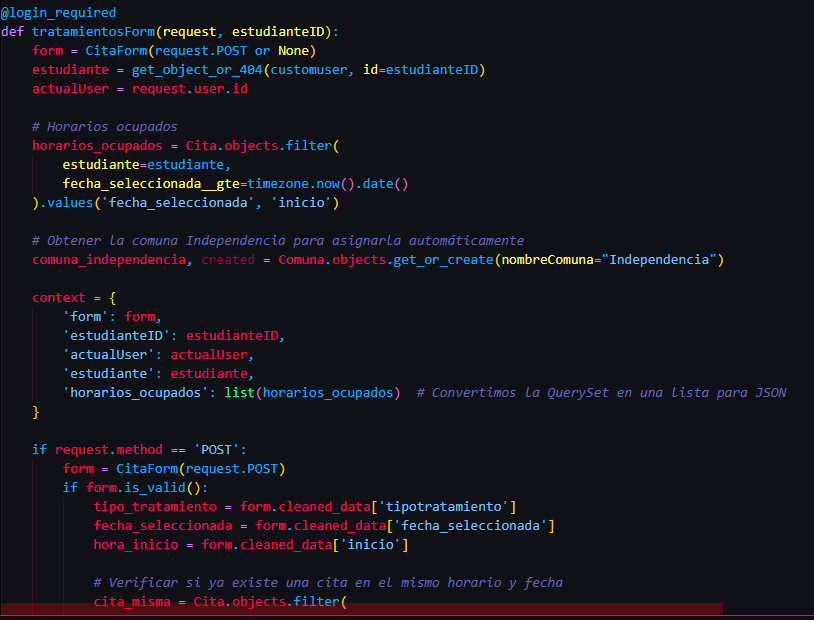 @login_required
def tratamientosForm(request, estudianteID):
    form = CitaForm(request.POST or None)
    estudiante = get_object_or_404(customuser, id=estudianteID)
    actualUser = request.user.id

    # Horarios ocupados
    horarios_ocupados = Cita.objects.filter(
        estudiante=estudiante,
        fecha_seleccionada__gte=timezone.now().date()
    ).values('fecha_seleccionada', 'inicio')

    # Obtener la comuna Independencia para asignarla automáticamente
    comuna_independencia, created = Comuna.objects.get_or_create(nombreComuna="Independencia")

    context = {
        'form': form,
        'estudianteID': estudianteID,
        'actualUser': actualUser,
        'estudiante': estudiante,
        'horarios_ocupados': list(horarios_ocupados)  # Convertimos la QuerySet en una lista para JSON
    }

    if request.method == 'POST':
        form = CitaForm(request.POST)
        if form.is_valid():
            tipo_tratamiento = form.cleaned_data['tipotratamiento']
            fecha_seleccionada = form.cleaned_data['fecha_seleccionada']
            hora_inicio = form.cleaned_data['inicio']

            # Verificar si ya existe una cita en el mismo horario y fecha
            cita_misma = Cita.objects.filter(